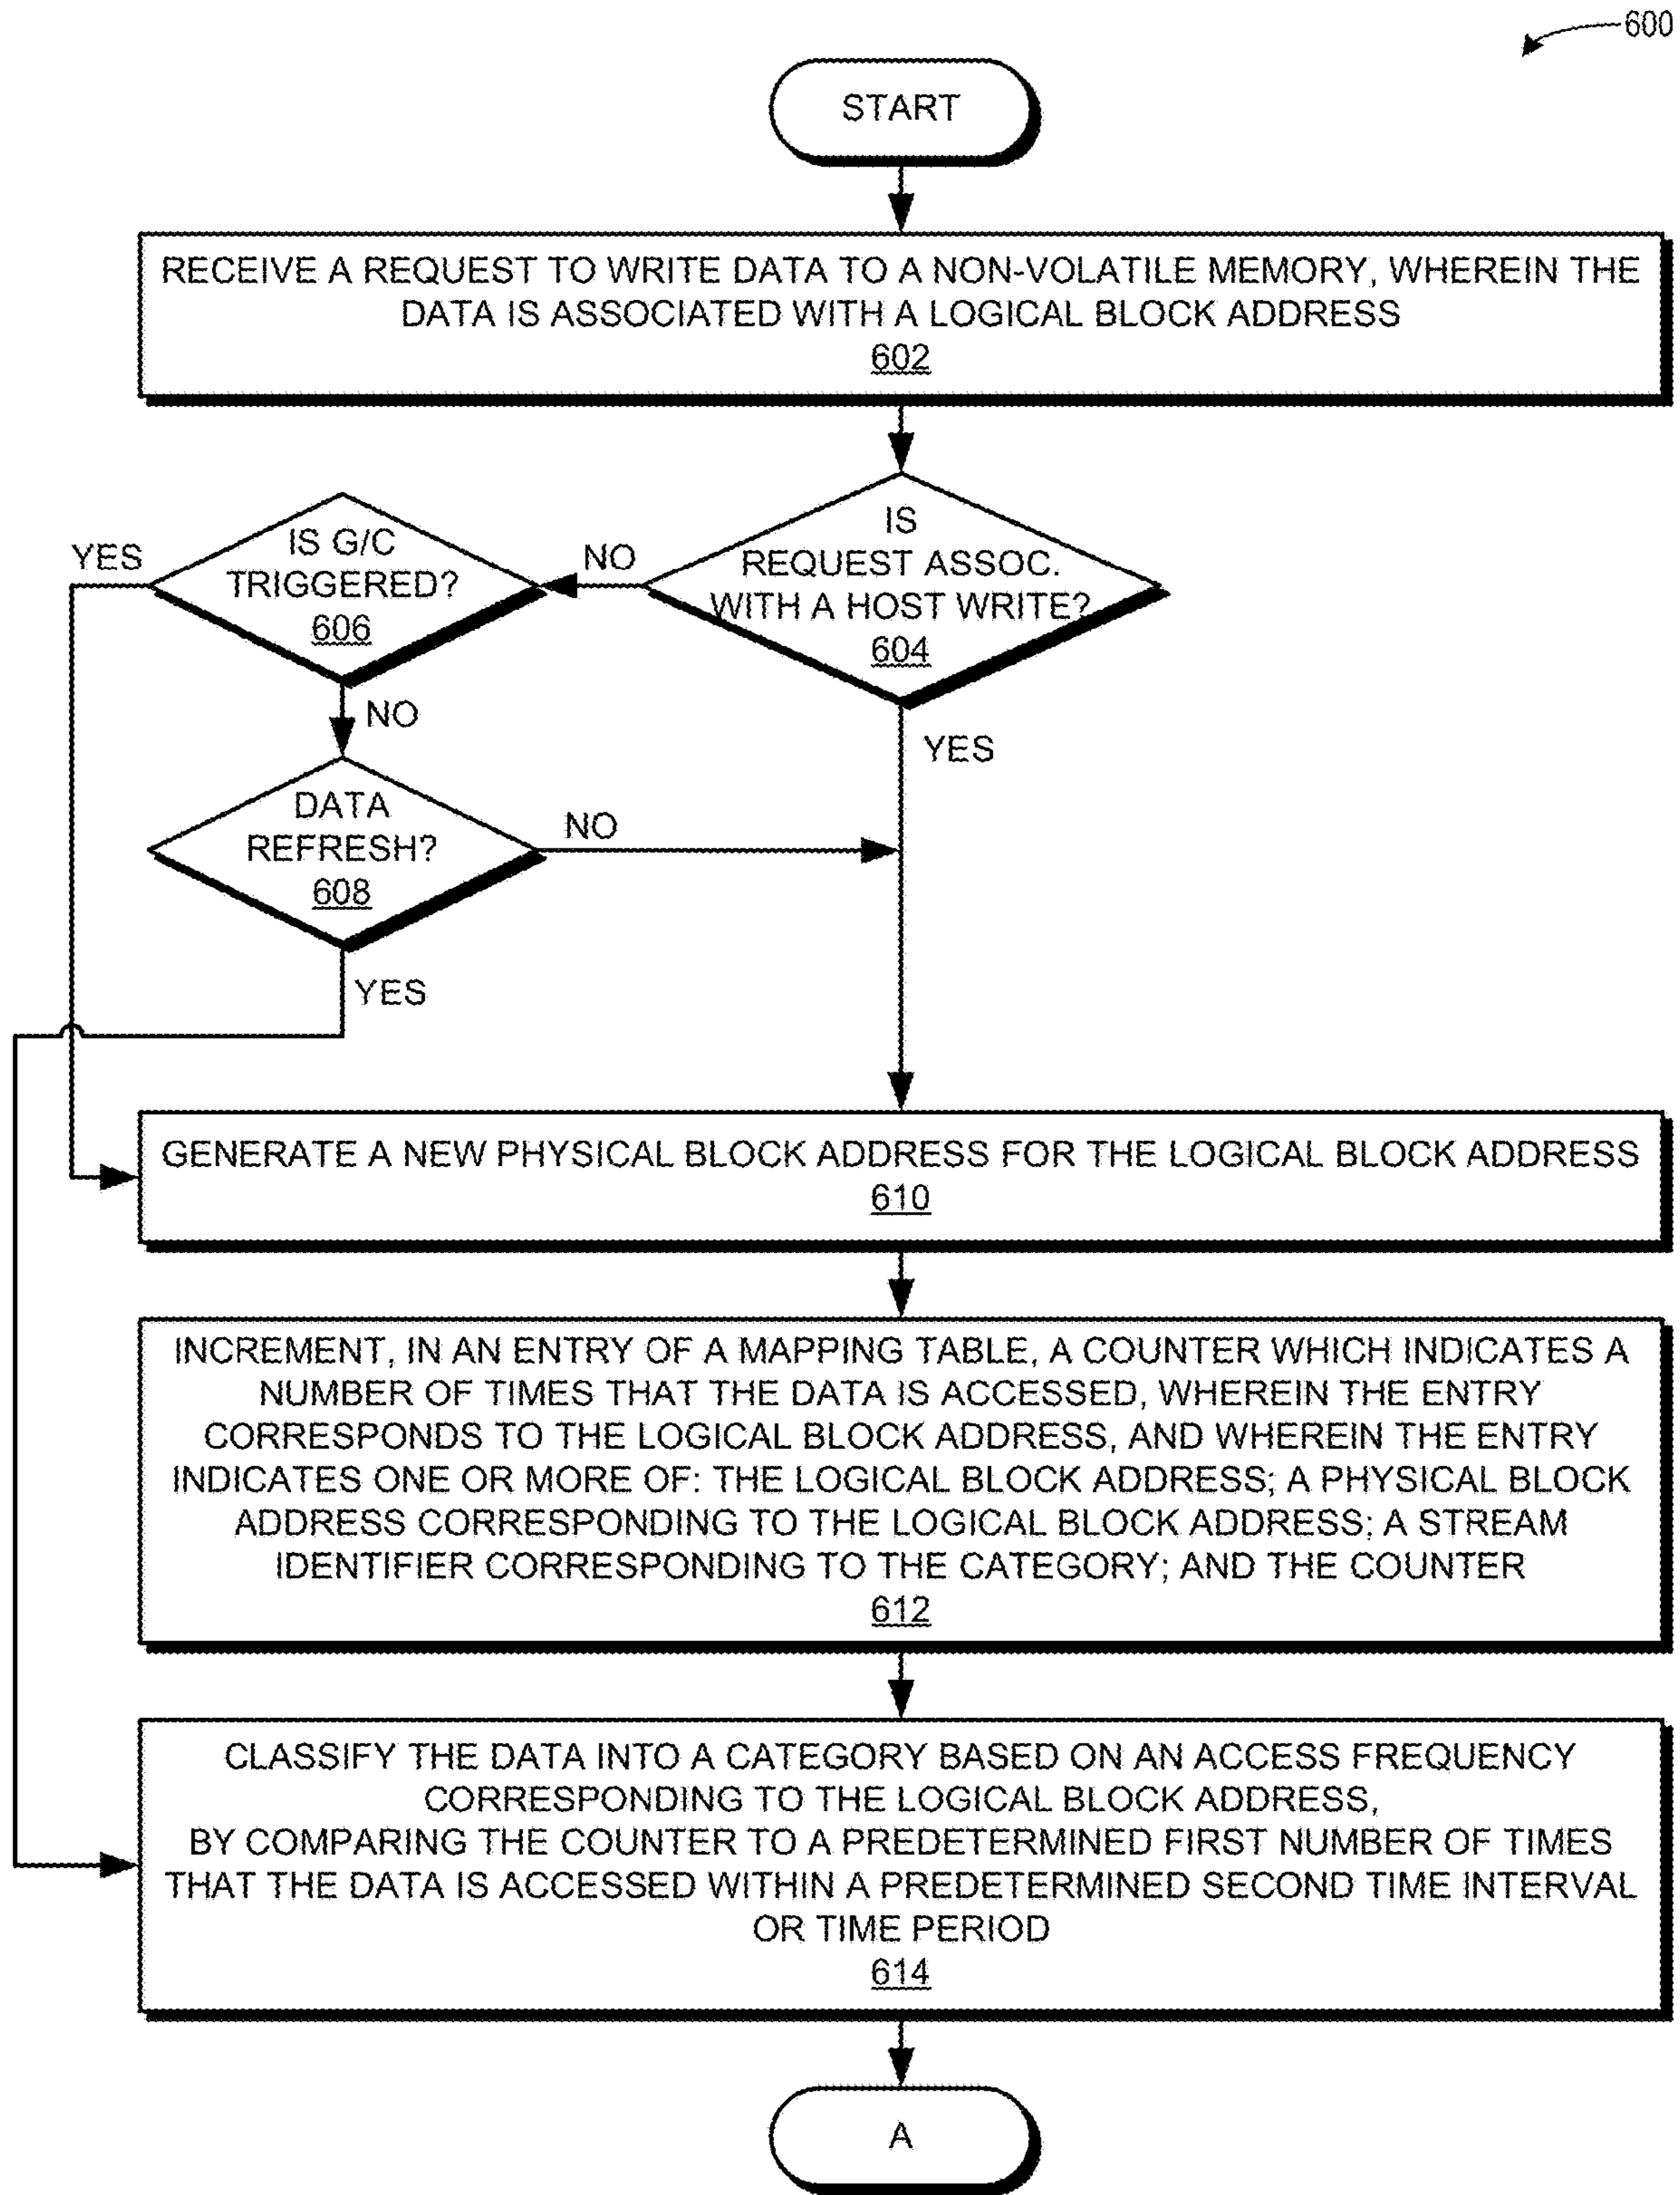 600
START
RECEIVE A REQUEST TO WRITE DATA TO A NON-VOLATILE MEMORY, WHEREIN THE
DATA IS ASSOCIATED WITH A LOGICAL BLOCK ADDRESS
602
IS
REQUEST ASSOC.
WITH A HOST WRITE?
604
NO
YES
IS G/C
TRIGGERED?
606
YES
NO
DATA
REFRESH?
608
NO
YES
GENERATE A NEW PHYSICAL BLOCK ADDRESS FOR THE LOGICAL BLOCK ADDRESS
610
INCREMENT, IN AN ENTRY OF A MAPPING TABLE, A COUNTER WHICH INDICATES A
NUMBER OF TIMES THAT THE DATA IS ACCESSED, WHEREIN THE ENTRY
CORRESPONDS TO THE LOGICAL BLOCK ADDRESS, AND WHEREIN THE ENTRY
INDICATES ONE OR MORE OF: THE LOGICAL BLOCK ADDRESS; A PHYSICAL BLOCK
ADDRESS CORRESPONDING TO THE LOGICAL BLOCK ADDRESS; A STREAM
IDENTIFIER CORRESPONDING TO THE CATEGORY; AND THE COUNTER
612
CLASSIFY THE DATA INTO A CATEGORY BASED ON AN ACCESS FREQUENCY
CORRESPONDING TO THE LOGICAL BLOCK ADDRESS,
BY COMPARING THE COUNTER TO A PREDETERMINED FIRST NUMBER OF TIMES
THAT THE DATA IS ACCESSED WITHIN A PREDETERMINED SECOND TIME INTERVAL
OR TIME PERIOD
614
A